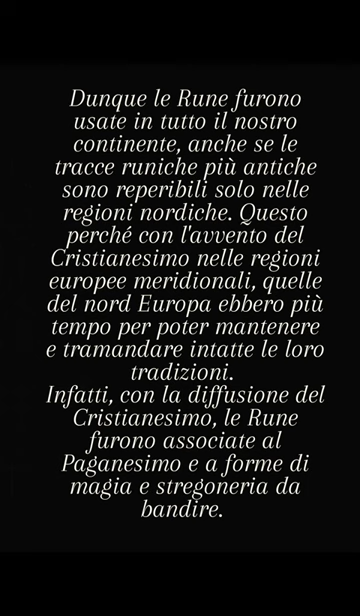 Dunque le Rune furono
usate in tutto il nostro
continente, anche se le
tracce runiche più antiche
sono reperibili solo nelle
regioni nordiche. Questo
perché con l'avvento del
Cristianesimo nelle regioni
europee meridionali, quelle
del nord Europa ebbero più
tempo per poter mantenere
e tramandare intatte le loro
tradizioni.
Infatti, con la diffusione del
Cristianesimo, le Rune
furono associate al
Paganesimo e a forme di
magia e stregoneria da
bandire.